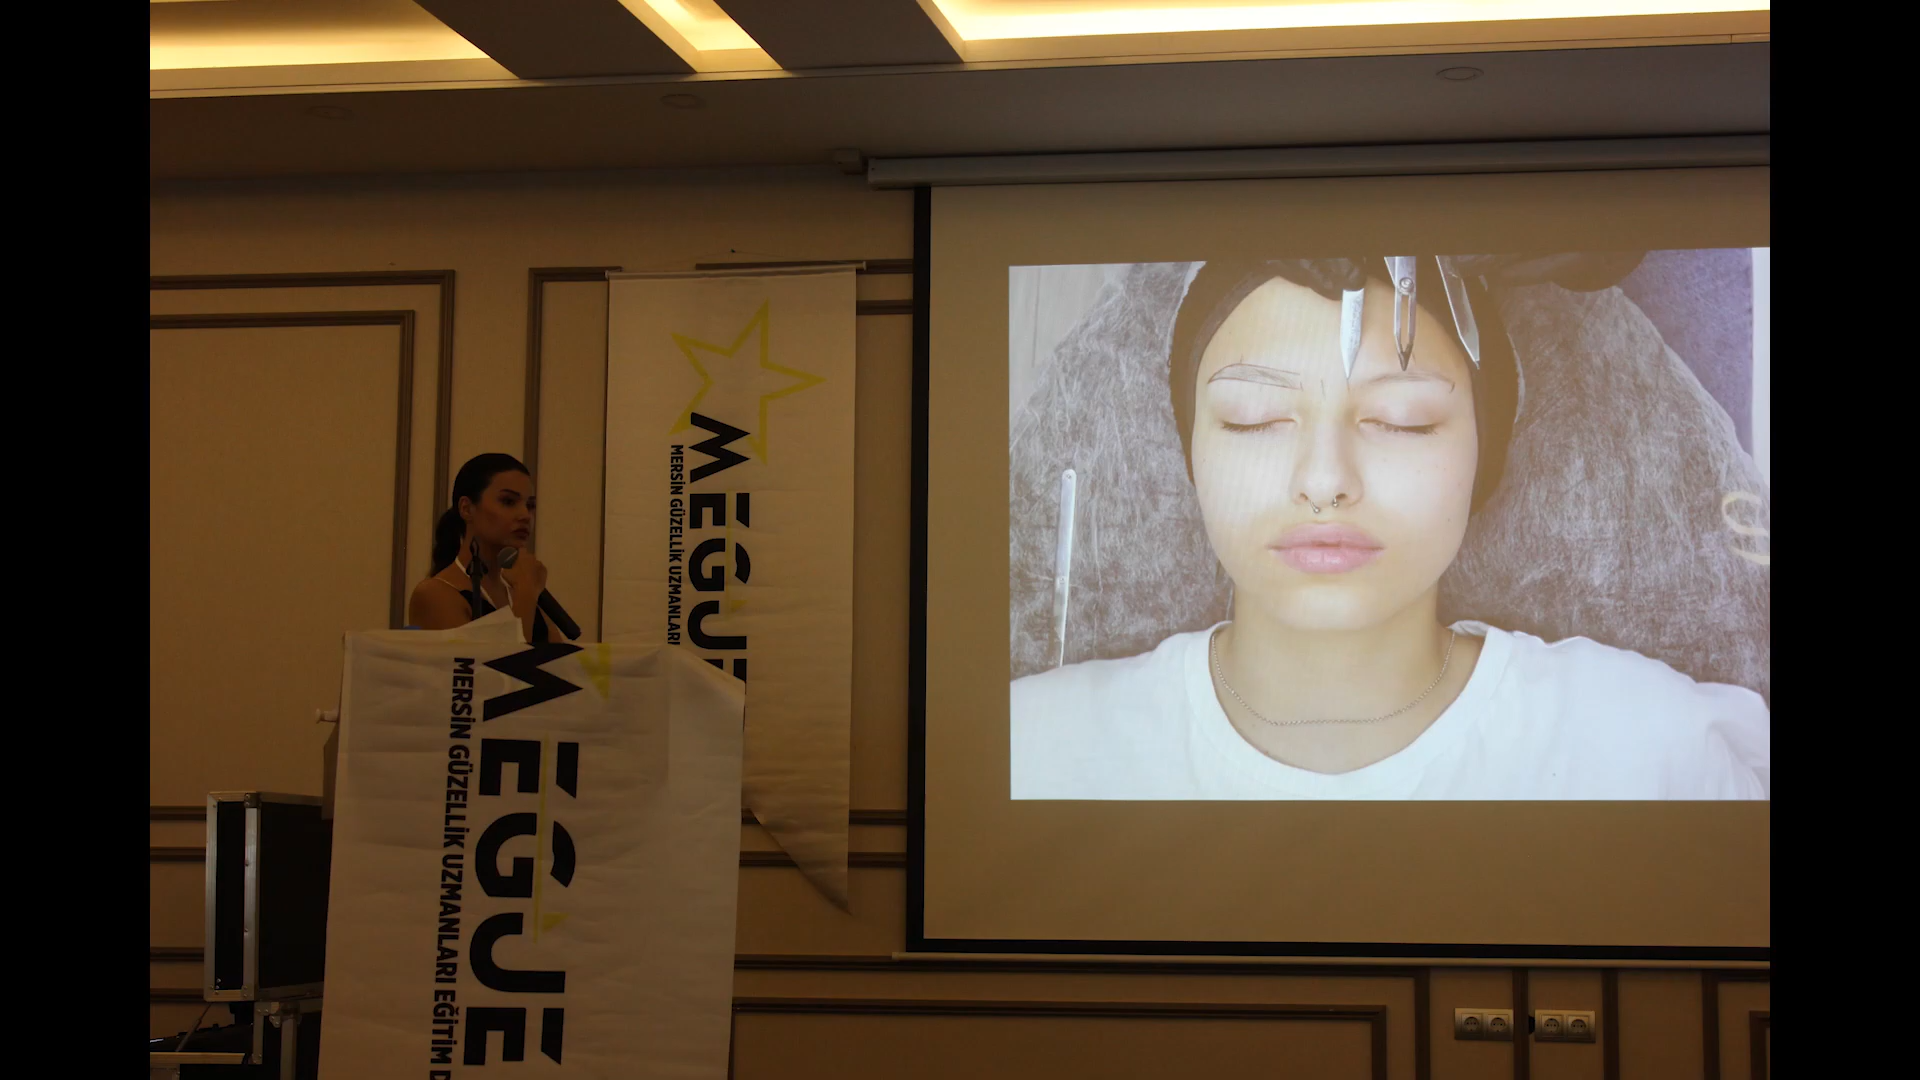 MEGUE
MERSİN GÜZELLİK UZMANLARI
MEGUE
MERSİN GÜZELLİK UZMANLARI EĞİTİM D